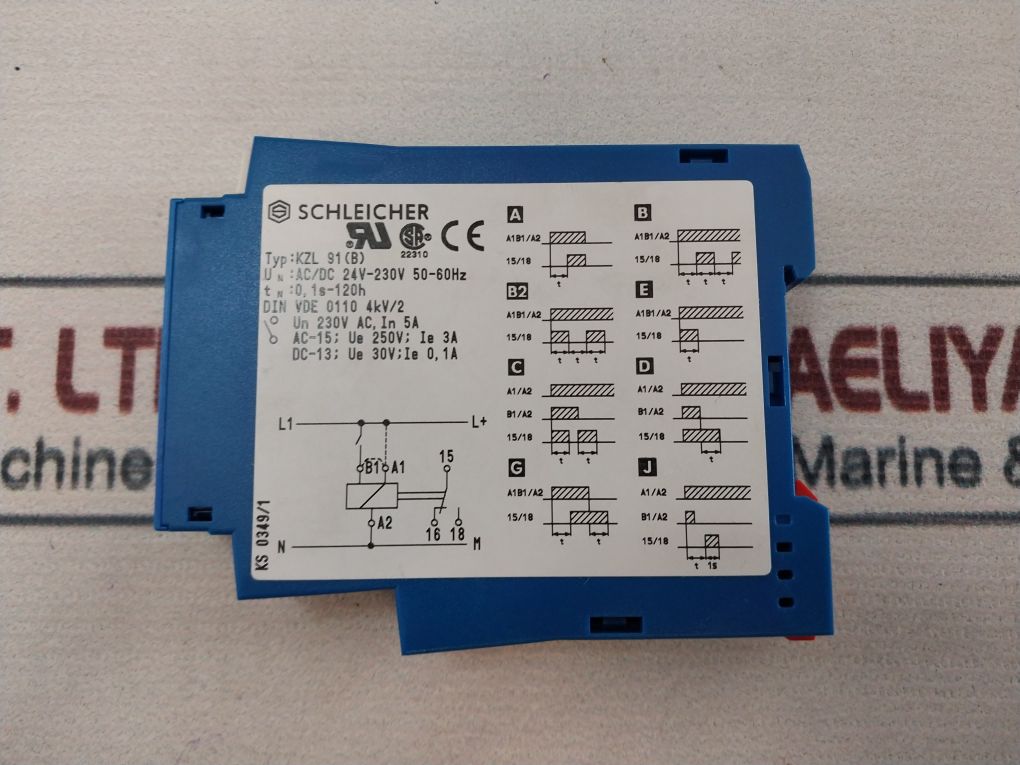 SCHLEICHER
22310
CE
Typ:KZL 91(B)
UN:AC/DC 24V-230V 50-60Hz
tN:0,1s-120h
DIN VDE 0110 4kV/2
Un 230V AC, In 5A
AC-15; Ue 250V; Ie 3A
DC-13; Ue 30V;Ie 0,1A
L1 L+
B1 A1 15
A2 16 18
N M
KS 0349/1
A
A1B1/A2
15/18
t
B
A1B1/A2
15/18
t t t
B2
A1B1/A2
15/18
t t t
E
A1B1/A2
15/18
t
C
A1/A2
B1/A2
15/18
t t
D
A1/A2
B1/A2
15/18
t
G
A1B1/A2
15/18
t t
J
A1/A2
B1/A2
15/18
t 1s
T. LT
AELIYA
chine
Marine &